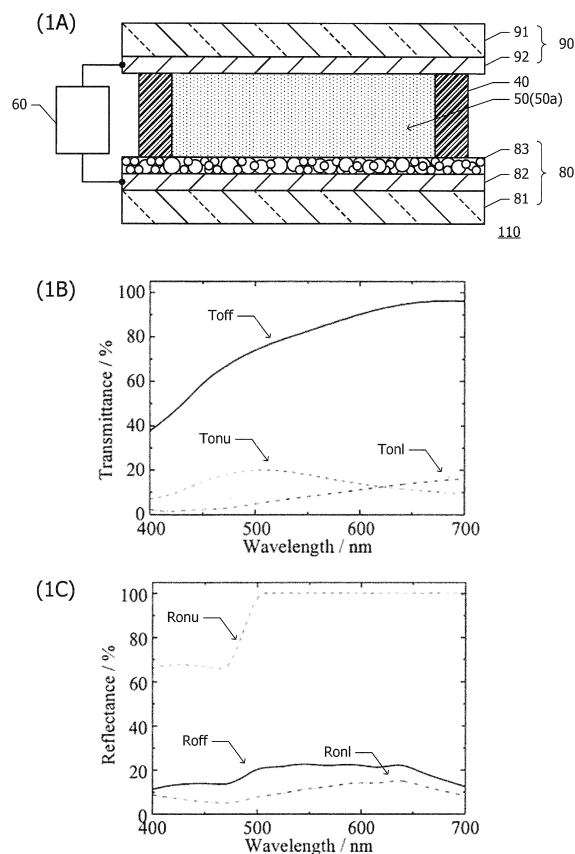 (1A)
91
92
90
40
60
50(50a)
83
82
81
80
110
(1B)
Transmittance / %
100
80
60
40
20
0
Toff
Tonu
Tonl
400
500
600
700
Wavelength / nm
(1C)
Reflectance / %
100
80
60
40
20
0
Ronu
Roff
Ronl
400
500
600
700
Wavelength / nm